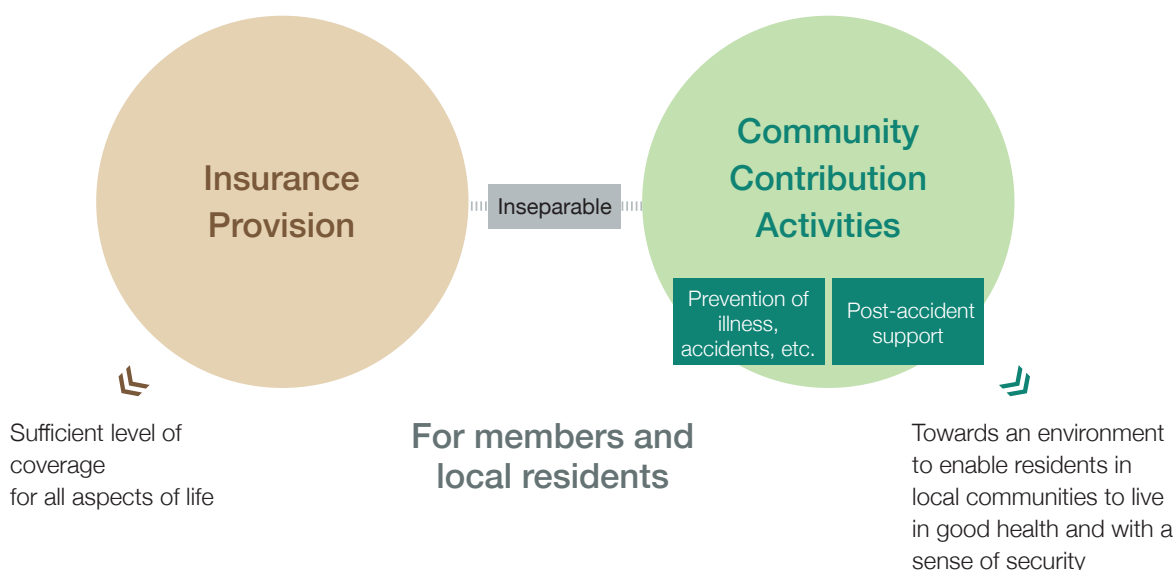 Insurance
Provision
Inseparable
Community
Contribution
Activities
Prevention of
illness,
accidents, etc.
Post-accident
support
Sufficient level of
coverage
for all aspects of life
For members and
local residents
Towards an environment
to enable residents in
local communities to live
in good health and with a
sense of security